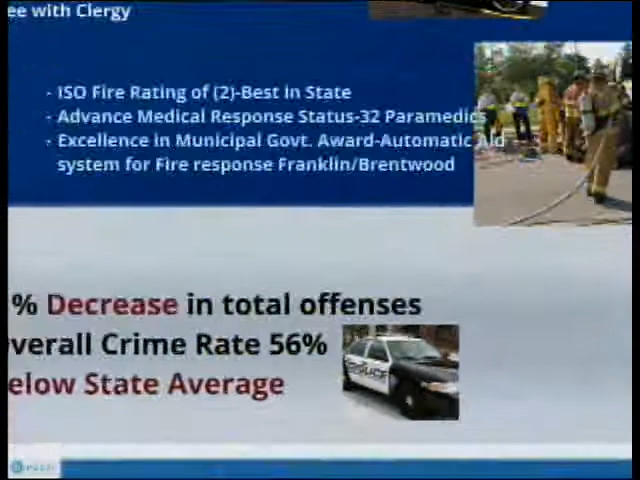 ee with Clergy
- ISO Fire Rating of (2)-Best in State
- Advance Medical Response Status-32 Paramedics
- Excellence in Municipal Govt. Award-Automatic Aid
system for Fire response Franklin/Brentwood
% Decrease in total offenses
verall Crime Rate 56%
elow State Average
POLICE